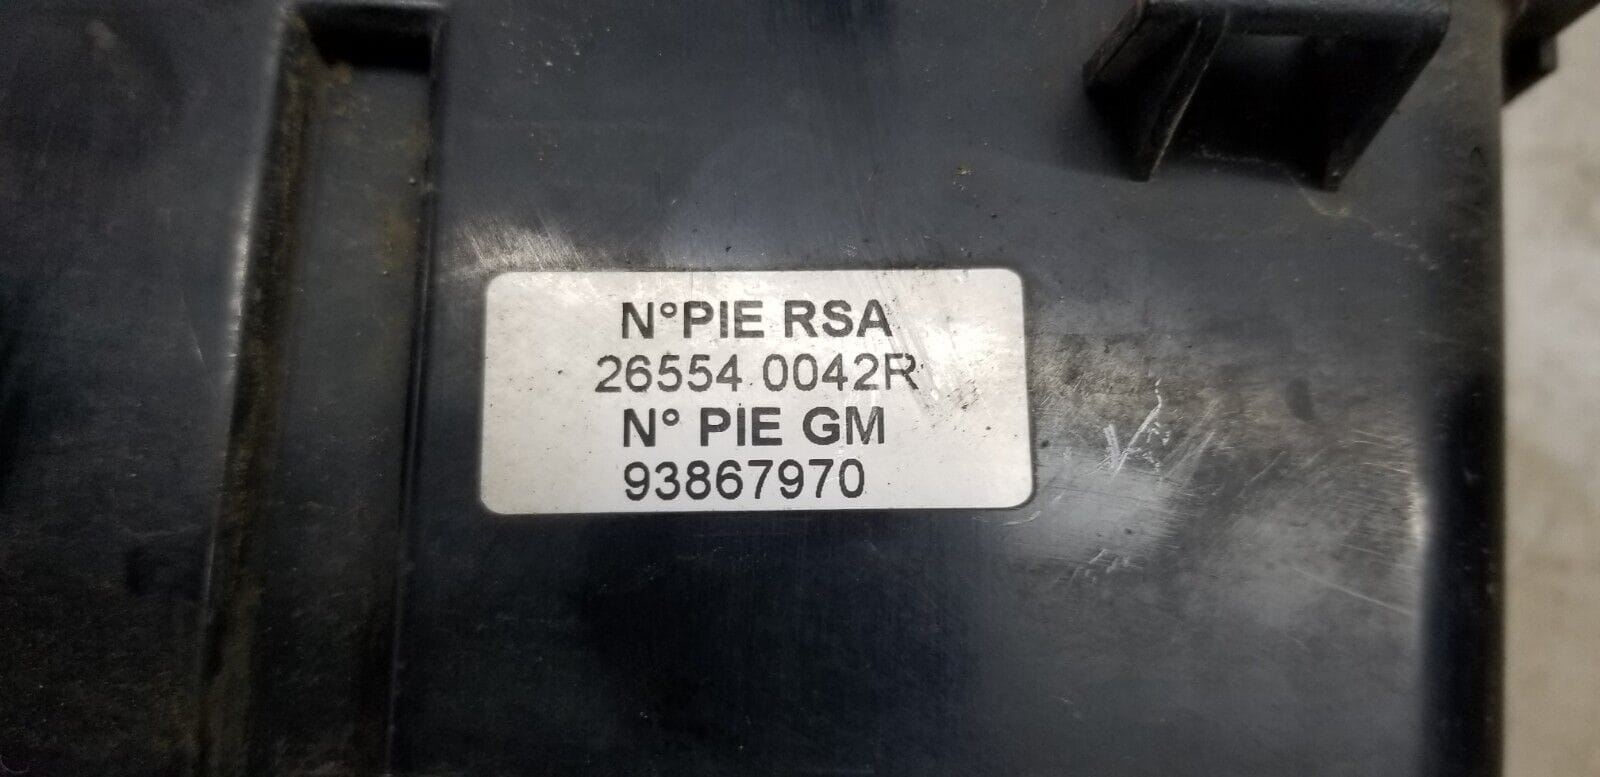 N°PIE RSA
26554 0042R
N° PIE GM
93867970